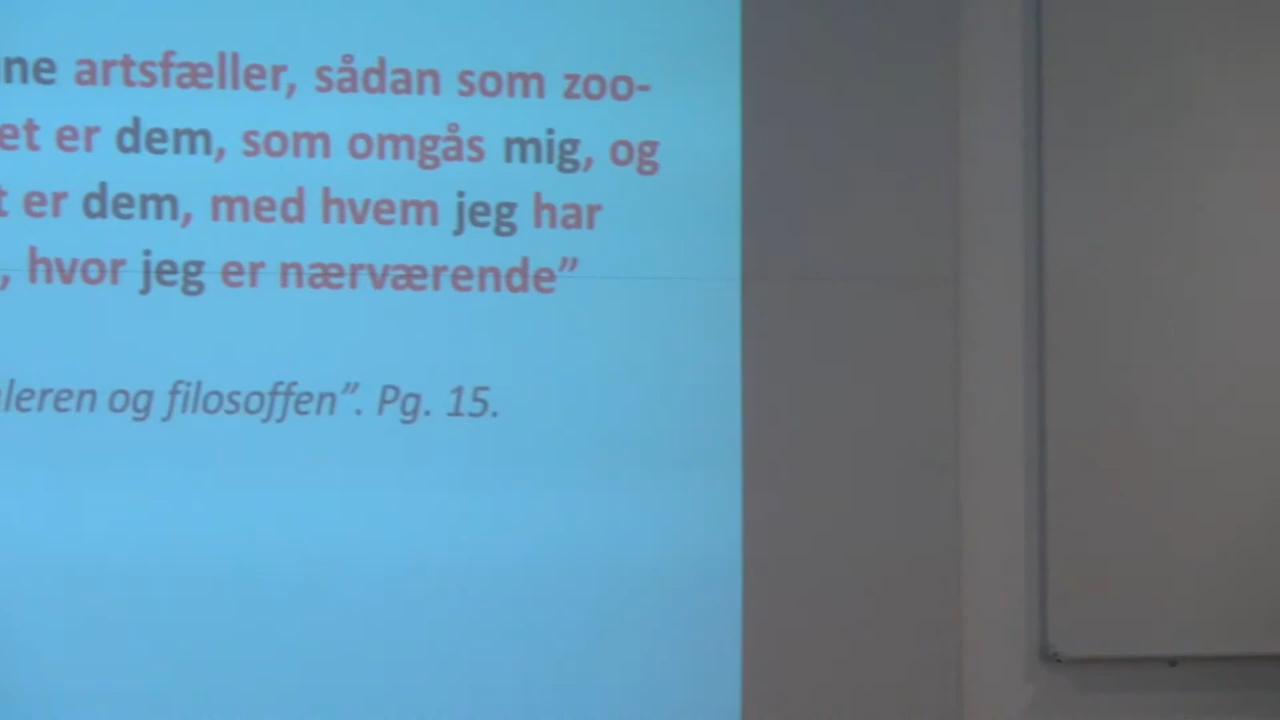 ne artsfæller, sådan som zoo-
et er dem, som omgås mig, og
t er dem, med hvem jeg har
, hvor jeg er nærværende”
leren og filosoffen”. Pg. 15.